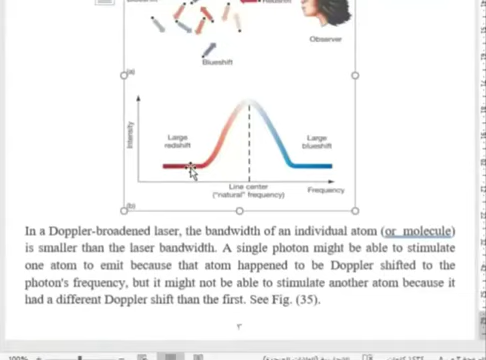 Observer
Blueshift
(a)
Intensity
Large
redshift
Large
blueshift
Line center
("natural" frequency)
Frequency
(b)
In a Doppler-broadened laser, the bandwidth of an individual atom (or molecule)
is smaller than the laser bandwidth. A single photon might be able to stimulate
one atom to emit because that atom happened to be Doppler shifted to the
photon's frequency, but it might not be able to stimulate another atom because it
had a different Doppler shift than the first. See Fig. (35).
٣
100%